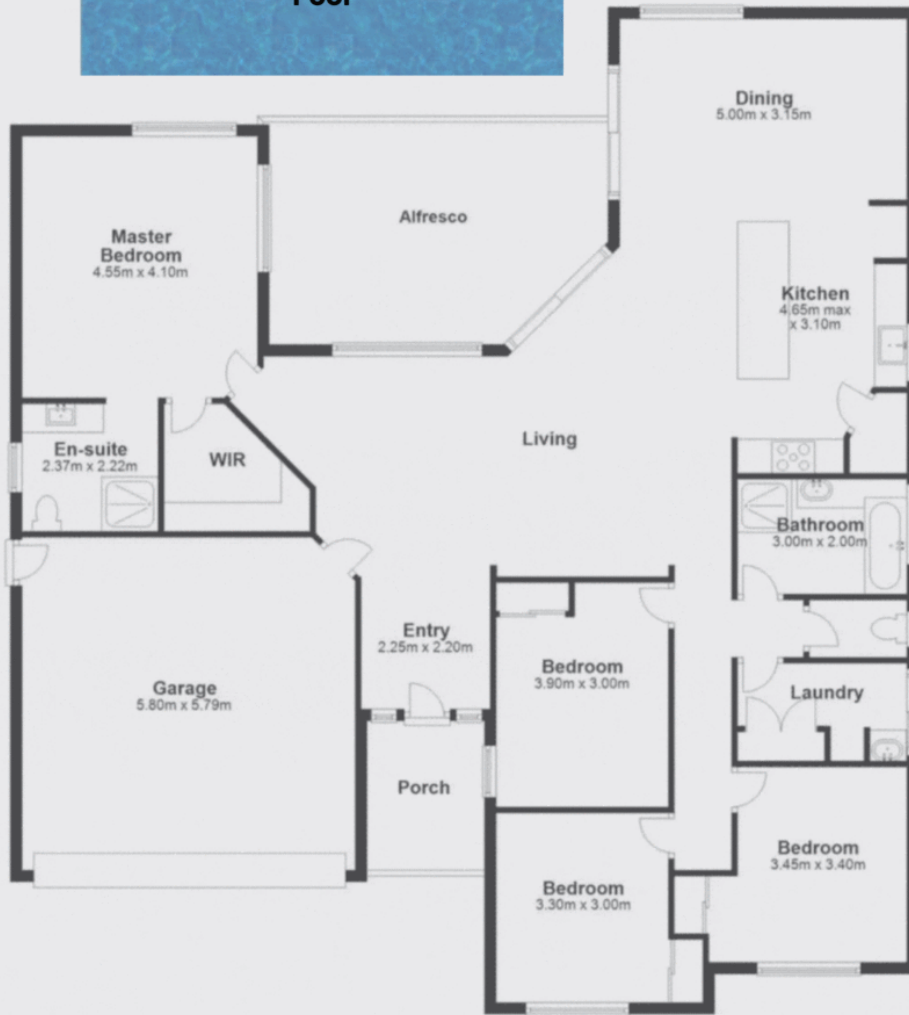 Pool
Dining
5.00m x 3.15m
Alfresco
Master
Bedroom
4.55m x 4.10m
Kitchen
4.65m max
x 3.10m
Living
En-suite
2.37m x 2.22m
WIR
Bathroom
3.00m x 2.00m
Entry
2.25m x 2.20m
Bedroom
3.90m x 3.00m
Garage
5.80m x 5.79m
Laundry
Porch
Bedroom
3.45m x 3.40m
Bedroom
3.30m x 3.00m